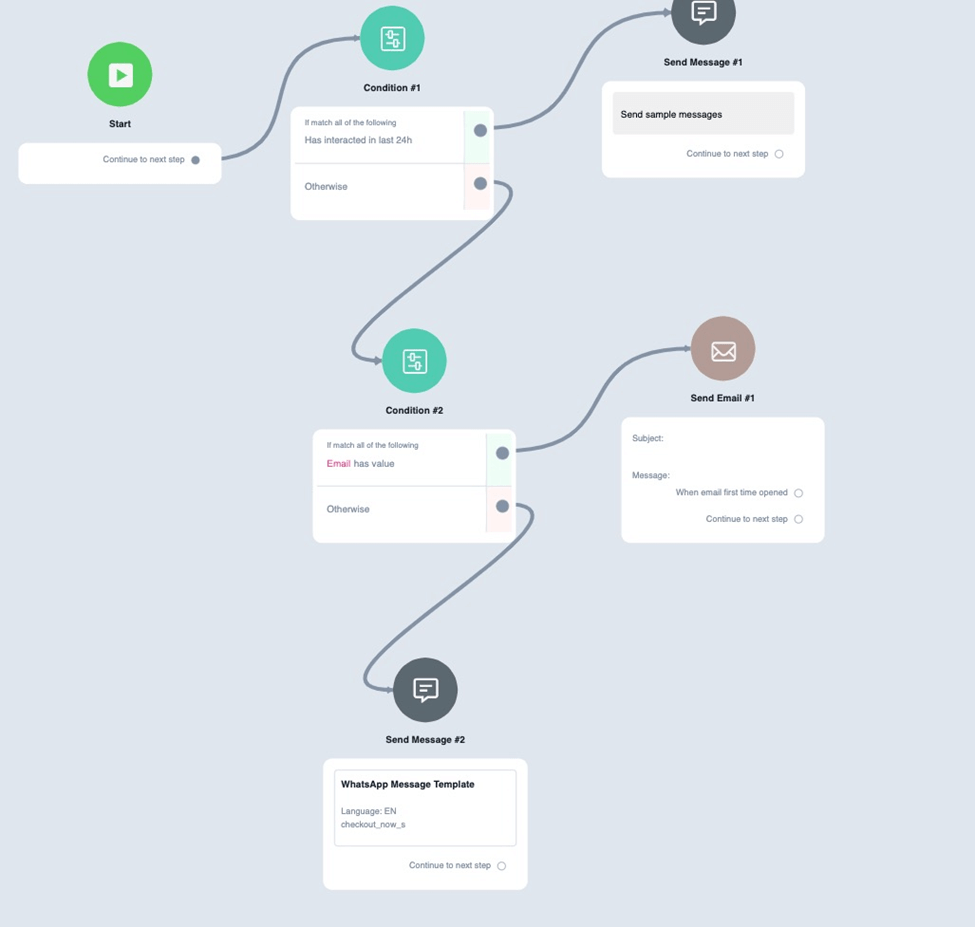 Start
Continue to next step
Condition #1
If match all of the following
Has interacted in last 24h
Otherwise
Send Message #1
Send sample messages
Continue to next step
Condition #2
If match all of the following
Email has value
Otherwise
Send Email #1
Subject:
Message:
When email first time opened
Continue to next step
Send Message #2
WhatsApp Message Template
Language: EN
checkout_now_s
Continue to next step